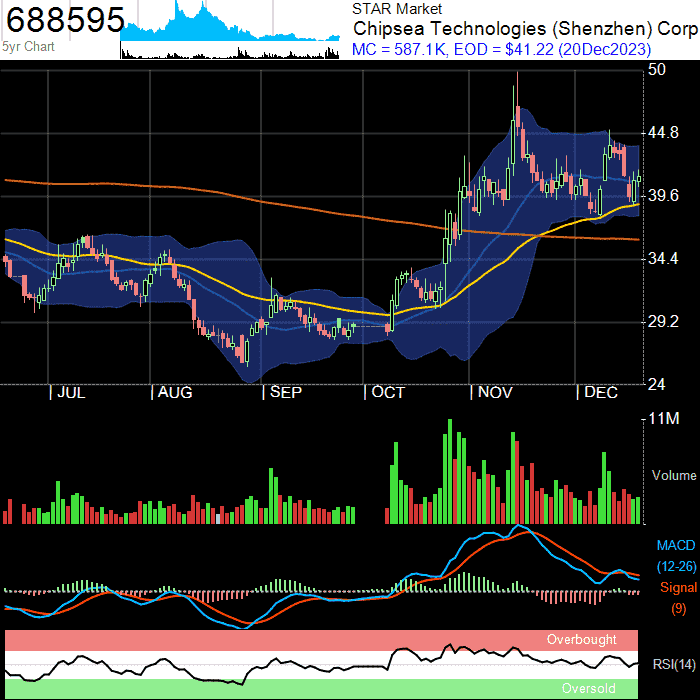 688595
5yr Chart
STAR Market
Chipsea Technologies (Shenzhen) Corp
MC = 587.1K, EOD = $41.22 (20Dec2023)
50
44.8
39.6
34.4
29.2
24
| JUL | AUG | SEP | OCT | NOV | DEC
11M
Volume
MACD
(12-26)
Signal
(9)
Overbought
RSI(14)
Oversold